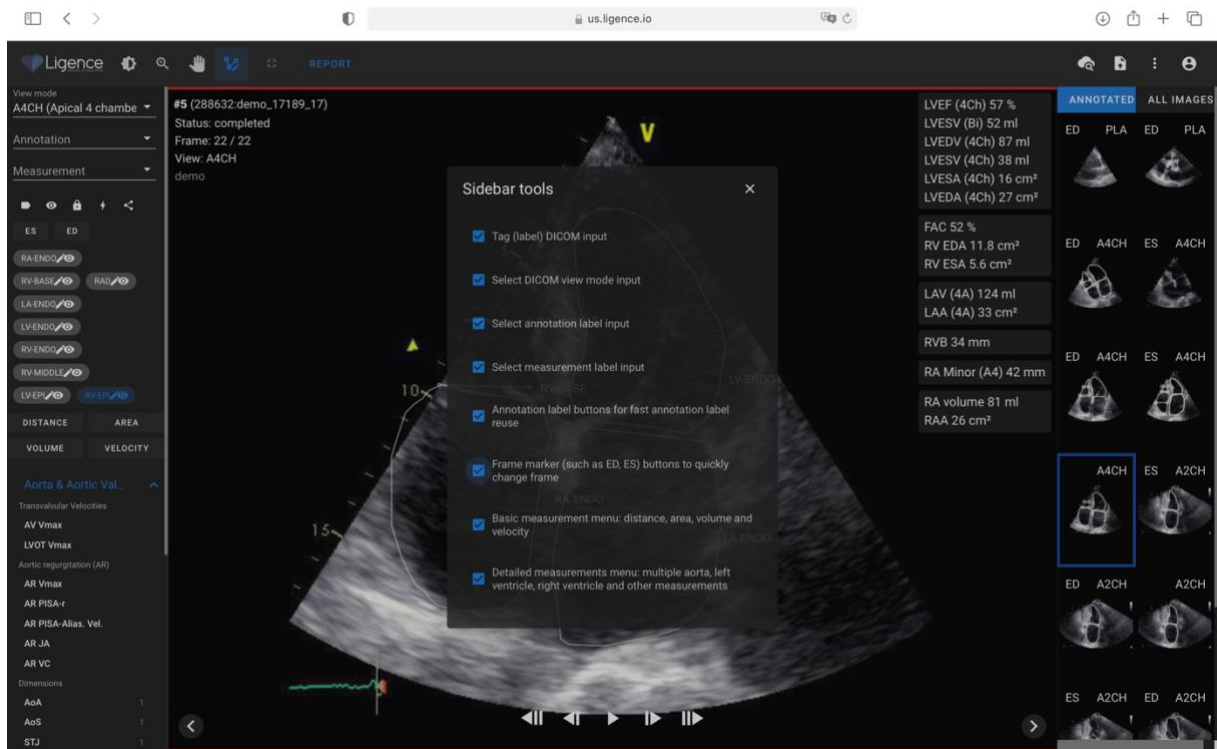 us.ligence.io
Ligence
REPORT
View mode
A4CH (Apical 4 chambe
Annotation
Measurement
ES ED
RA-ENDO
RV-BASE RAD
LA-ENDO
LV-ENDO
RV-ENDO
RV-MIDDLE
LV-EPI RV-EPI
DISTANCE AREA
VOLUME VELOCITY
Aorta & Aortic Val...
Transvalvular Velocities
AV Vmax
LVOT Vmax
Aortic regurgitation (AR)
AR Vmax
AR PISA-r
AR PISA-Alias. Vel.
AR JA
AR VC
Dimensions
AoA 1
AoS 1
STJ 1
#5 (288632:demo_17189_17)
Status: completed
Frame: 22 / 22
View: A4CH
demo
V
10
15
Sidebar tools
Tag (label) DICOM input
Select DICOM view mode input
Select annotation label input
Select measurement label input
Annotation label buttons for fast annotation label
reuse
Frame marker (such as ED, ES) buttons to quickly
change frame
Basic measurement menu: distance, area, volume and
velocity
Detailed measurements menu: multiple aorta, left
ventricle, right ventricle and other measurements
RV-BASE
LV-ENDO
RA-ENDO
LA-ENDO
LVEF (4Ch) 57 %
LVESV (Bi) 52 ml
LVEDV (4Ch) 87 ml
LVESV (4Ch) 38 ml
LVESA (4Ch) 16 cm²
LVEDA (4Ch) 27 cm²
FAC 52 %
RV EDA 11.8 cm²
RV ESA 5.6 cm²
LAV (4A) 124 ml
LAA (4A) 33 cm²
RVB 34 mm
RA Minor (A4) 42 mm
RA volume 81 ml
RAA 26 cm²
ANNOTATED ALL IMAGES
ED PLA ED PLA
ED A4CH ES A4CH
ED A4CH ES A4CH
A4CH ES A2CH
ED A2CH A2CH
ES A2CH ED A2CH